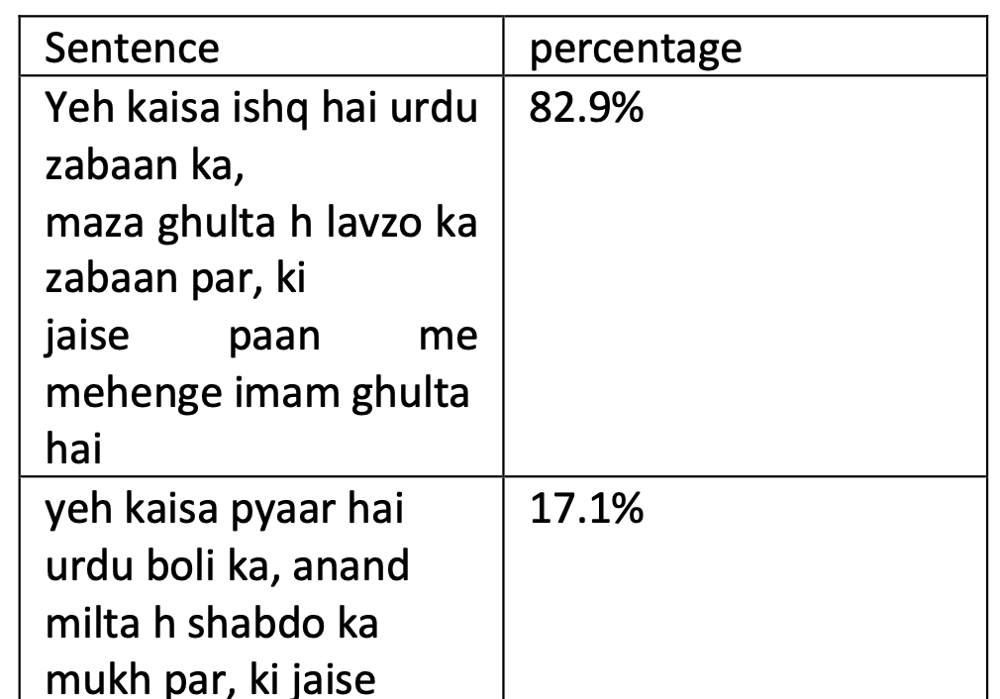 Sentence percentage
Yeh kaisa ishq hai urdu 82.9%
zabaan ka,
maza ghulta h lavzo ka
zabaan par, ki
jaise paan me
mehenge imam ghulta
hai
yeh kaisa pyaar hai 17.1%
urdu boli ka, anand
milta h shabdo ka
mukh par, ki jaise